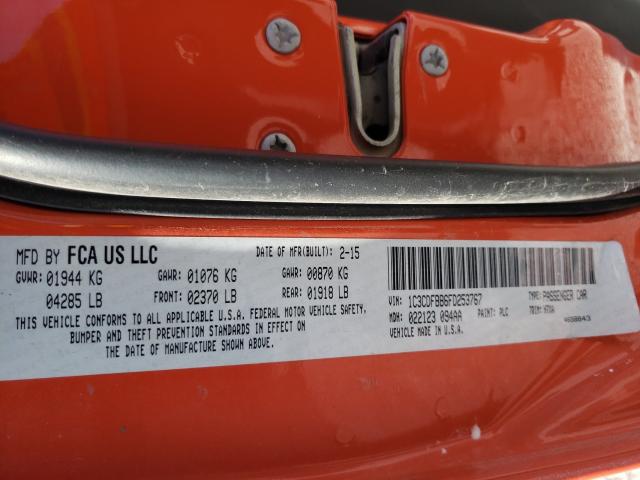 MFD BY FCA US LLC DATE OF MFR(BUILT): 2-15
GVWR: 01944 KG GAWR: 01076 KG GAWR: 00870 KG
04285 LB FRONT: 02370 LB REAR: 01918 LB
THIS VEHICLE CONFORMS TO ALL APPLICABLE U.S.A. FEDERAL MOTOR VEHICLE SAFETY,
BUMPER AND THEFT PREVENTION STANDARDS IN EFFECT ON
THE DATE OF MANUFACTURE SHOWN ABOVE.
VIN: 1C3CDFBB6FD253767 TYPE: PASSENGER CAR
MDH: 022123 094AA PAINT: PLC TRIM:
VEHICLE MADE IN U.S.A.